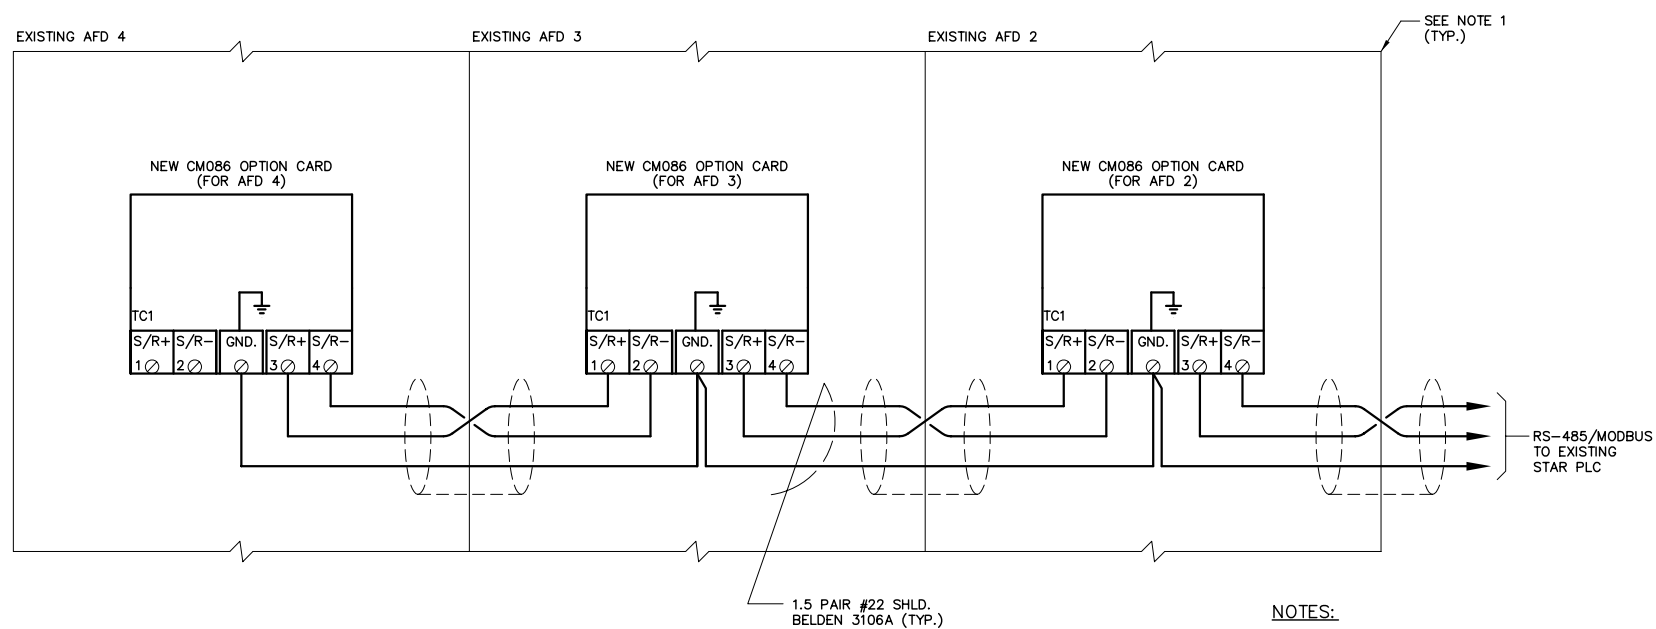 EXISTING AFD 4
EXISTING AFD 3
EXISTING AFD 2
SEE NOTE 1
(TYP.)
NEW CM086 OPTION CARD
(FOR AFD 4)
NEW CM086 OPTION CARD
(FOR AFD 3)
NEW CM086 OPTION CARD
(FOR AFD 2)
TC1
S/R+ S/R- GND. S/R+ S/R-
1 2 3 4
TC1
S/R+ S/R- GND. S/R+ S/R-
1 2 3 4
TC1
S/R+ S/R- GND. S/R+ S/R-
1 2 3 4
RS-485/MODBUS
TO EXISTING
STAR PLC
1.5 PAIR #22 SHLD.
BELDEN 3106A (TYP.)
NOTES: